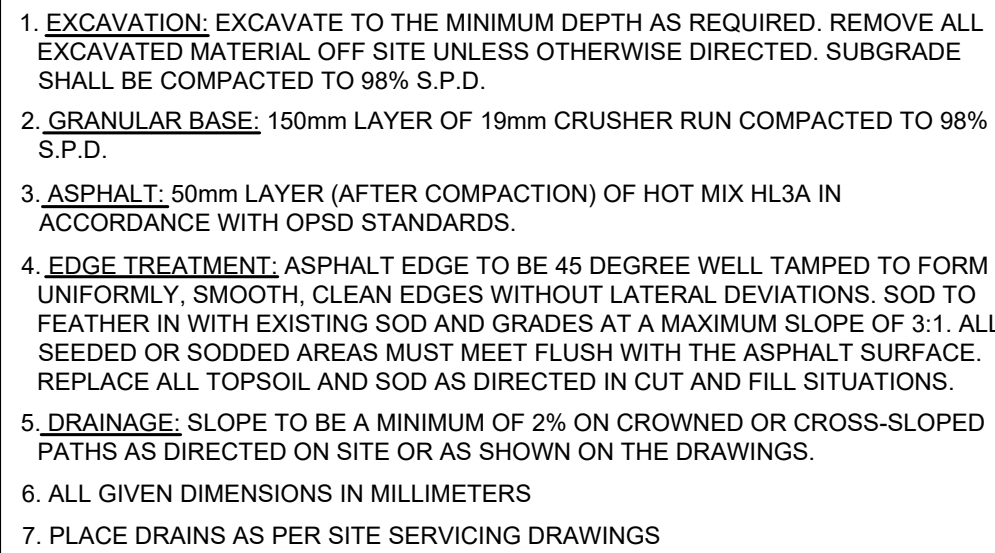 1. EXCAVATION: EXCAVATE TO THE MINIMUM DEPTH AS REQUIRED. REMOVE ALL
EXCAVATED MATERIAL OFF SITE UNLESS OTHERWISE DIRECTED. SUBGRADE
SHALL BE COMPACTED TO 98% S.P.D.
2. GRANULAR BASE: 150mm LAYER OF 19mm CRUSHER RUN COMPACTED TO 98%
S.P.D.
3. ASPHALT: 50mm LAYER (AFTER COMPACTION) OF HOT MIX HL3A IN
ACCORDANCE WITH OPSD STANDARDS.
4. EDGE TREATMENT: ASPHALT EDGE TO BE 45 DEGREE WELL TAMPED TO FORM
UNIFORMLY, SMOOTH, CLEAN EDGES WITHOUT LATERAL DEVIATIONS. SOD TO
FEATHER IN WITH EXISTING SOD AND GRADES AT A MAXIMUM SLOPE OF 3:1. ALL
SEEDED OR SODDED AREAS MUST MEET FLUSH WITH THE ASPHALT SURFACE.
REPLACE ALL TOPSOIL AND SOD AS DIRECTED IN CUT AND FILL SITUATIONS.
5. DRAINAGE: SLOPE TO BE A MINIMUM OF 2% ON CROWNED OR CROSS-SLOPED
PATHS AS DIRECTED ON SITE OR AS SHOWN ON THE DRAWINGS.
6. ALL GIVEN DIMENSIONS IN MILLIMETERS
7. PLACE DRAINS AS PER SITE SERVICING DRAWINGS